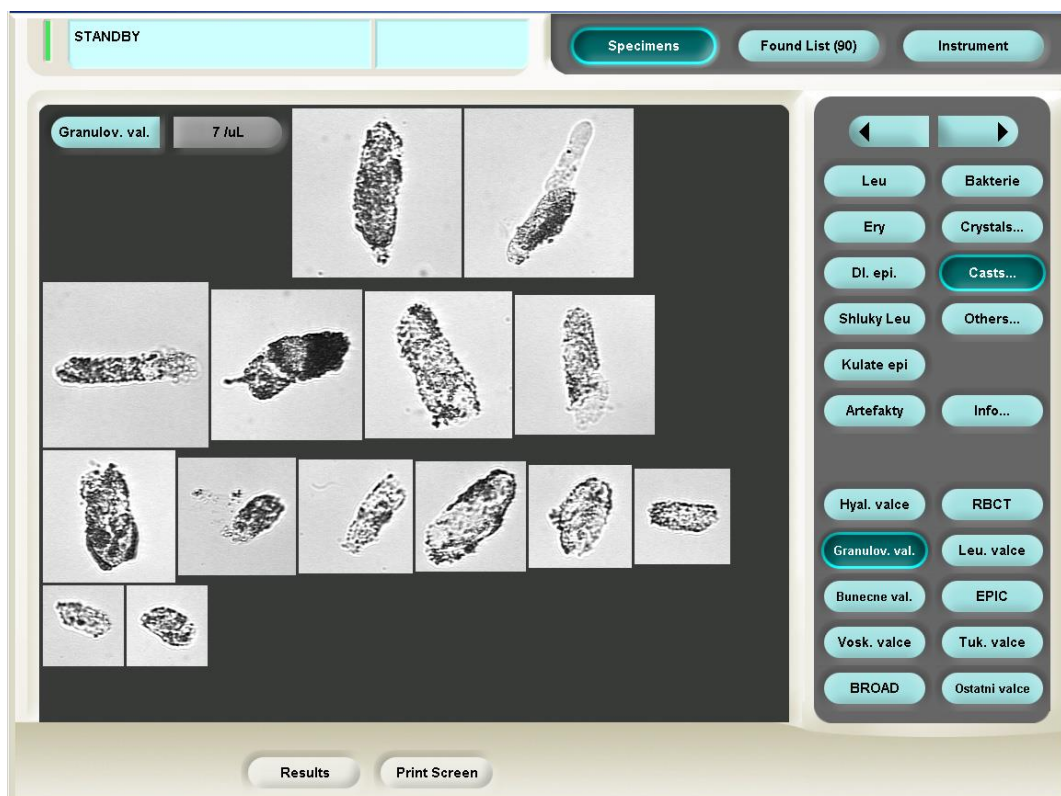 STANDBY
Specimens
Found List (90)
Instrument
Granulov. val.
7 /uL
Leu
Bakterie
Ery
Crystals...
Dl. epi.
Casts...
Shluky Leu
Others...
Kulate epi
Artefakty
Info...
Hyal. valce
RBCT
Granulov. val.
Leu. valce
Bunecne val.
EPIC
Vosk. valce
Tuk. valce
BROAD
Ostatni valce
Results
Print Screen